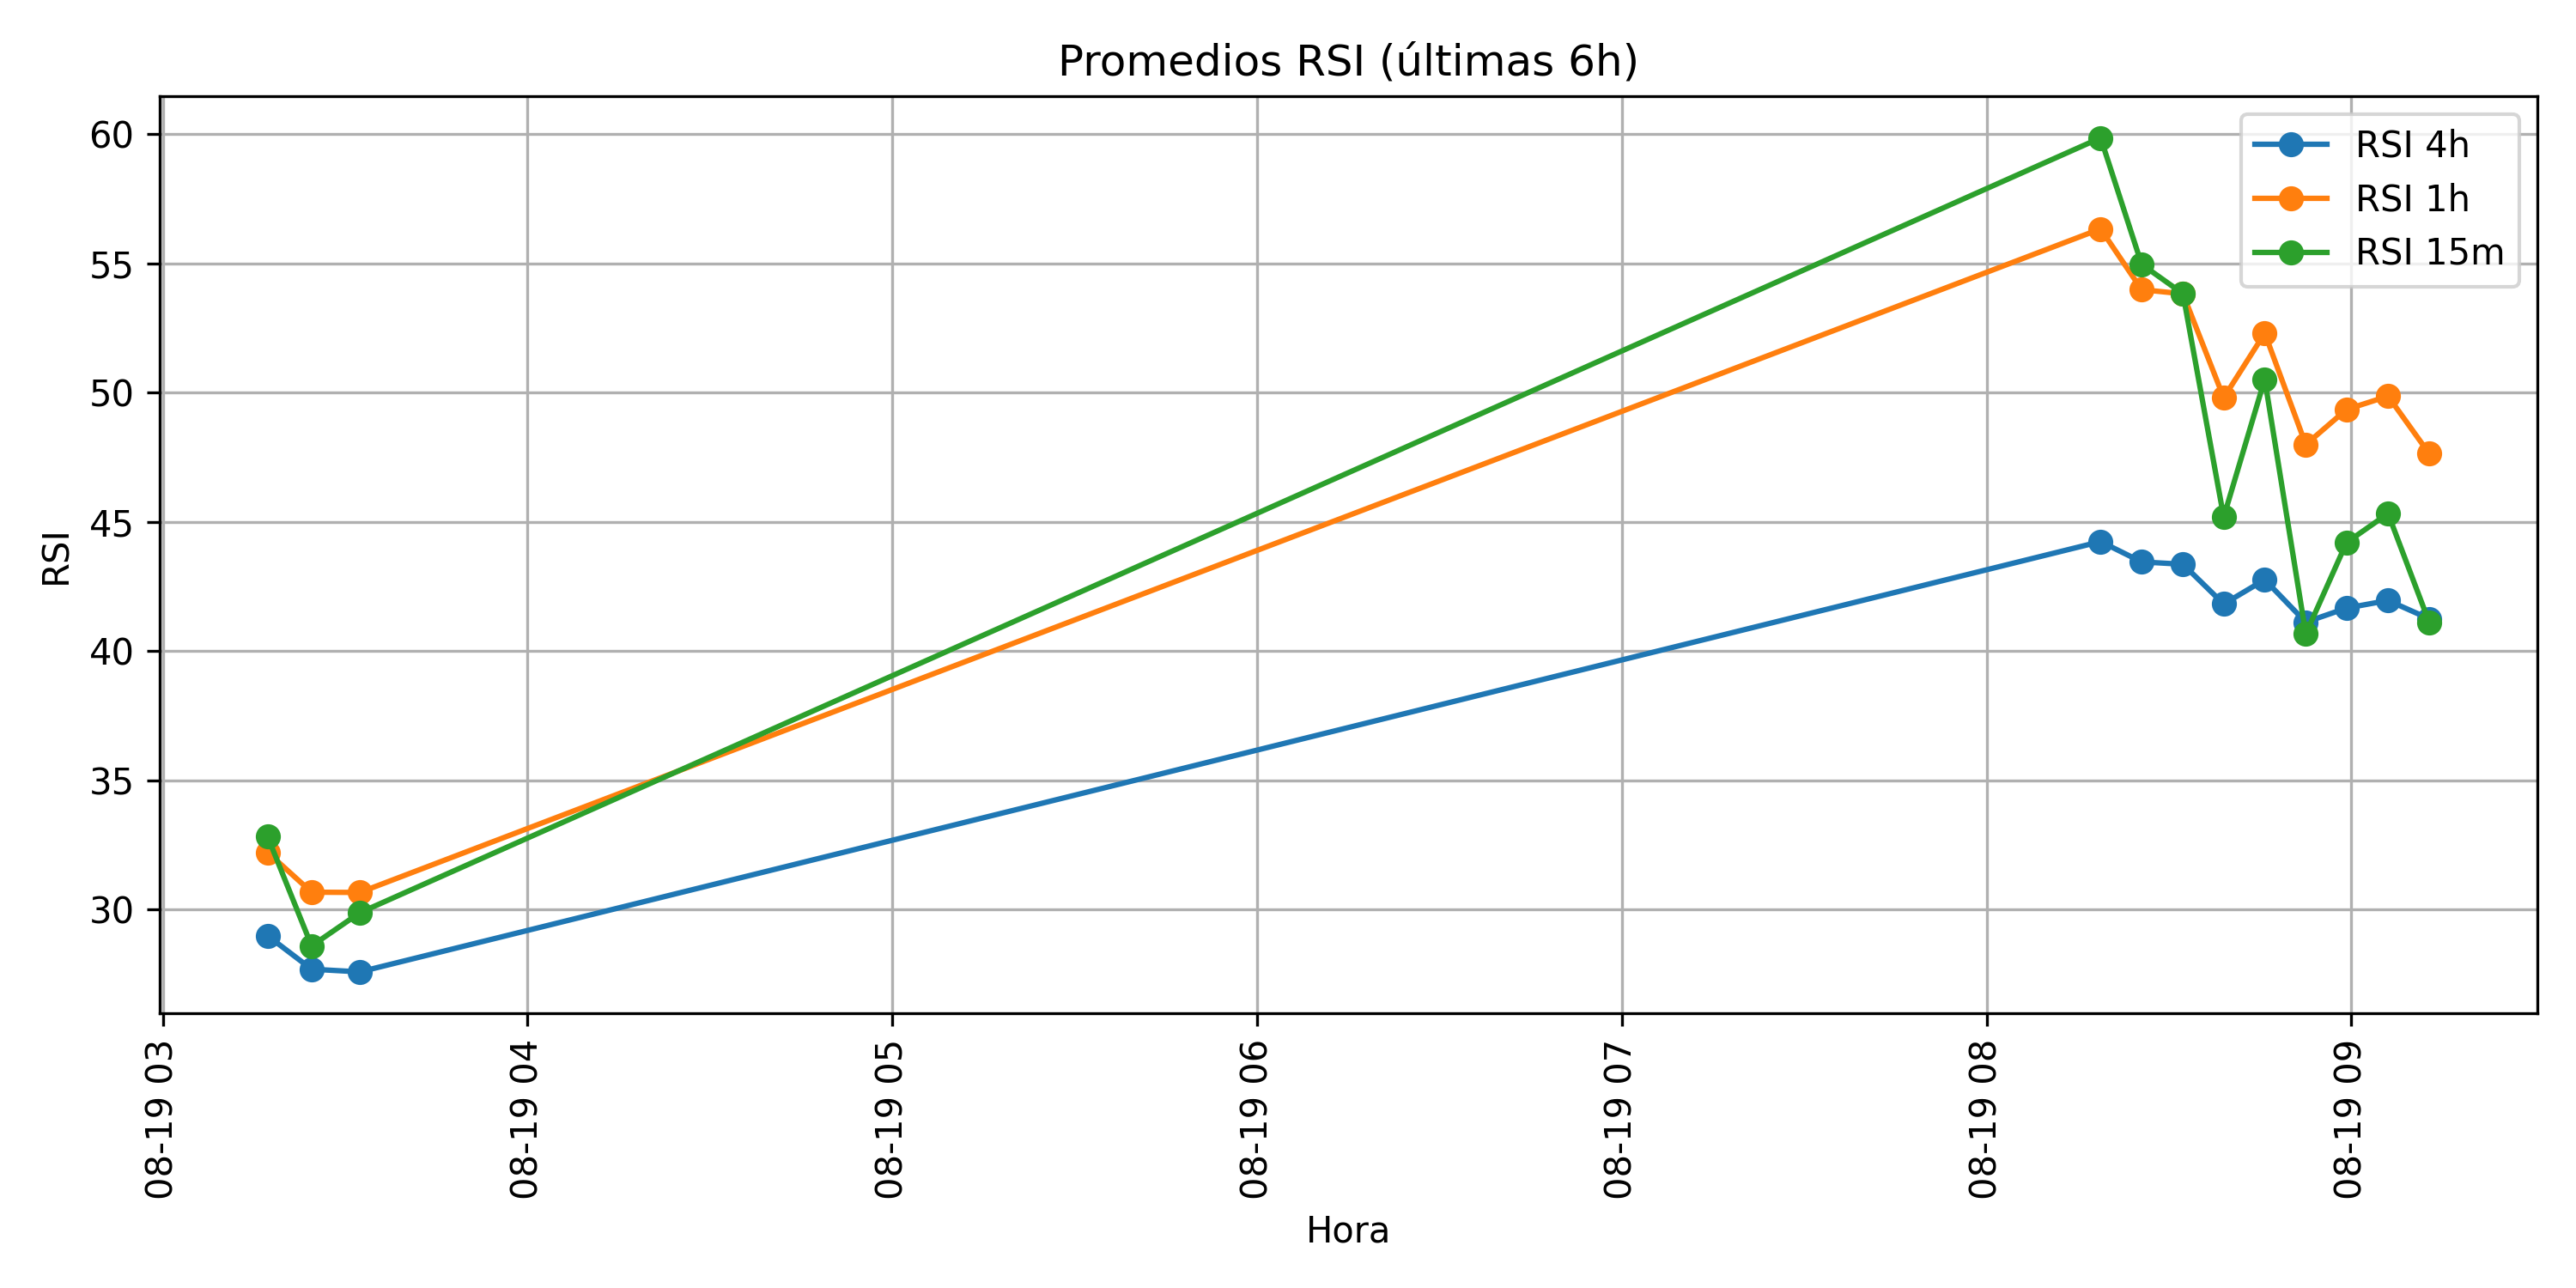 Promedios RSI (últimas 6h)
RSI 4h
RSI 1h
RSI 15m
60
55
50
45
40
35
30
RSI
08-19 03
08-19 04
08-19 05
08-19 06
08-19 07
08-19 08
08-19 09
Hora